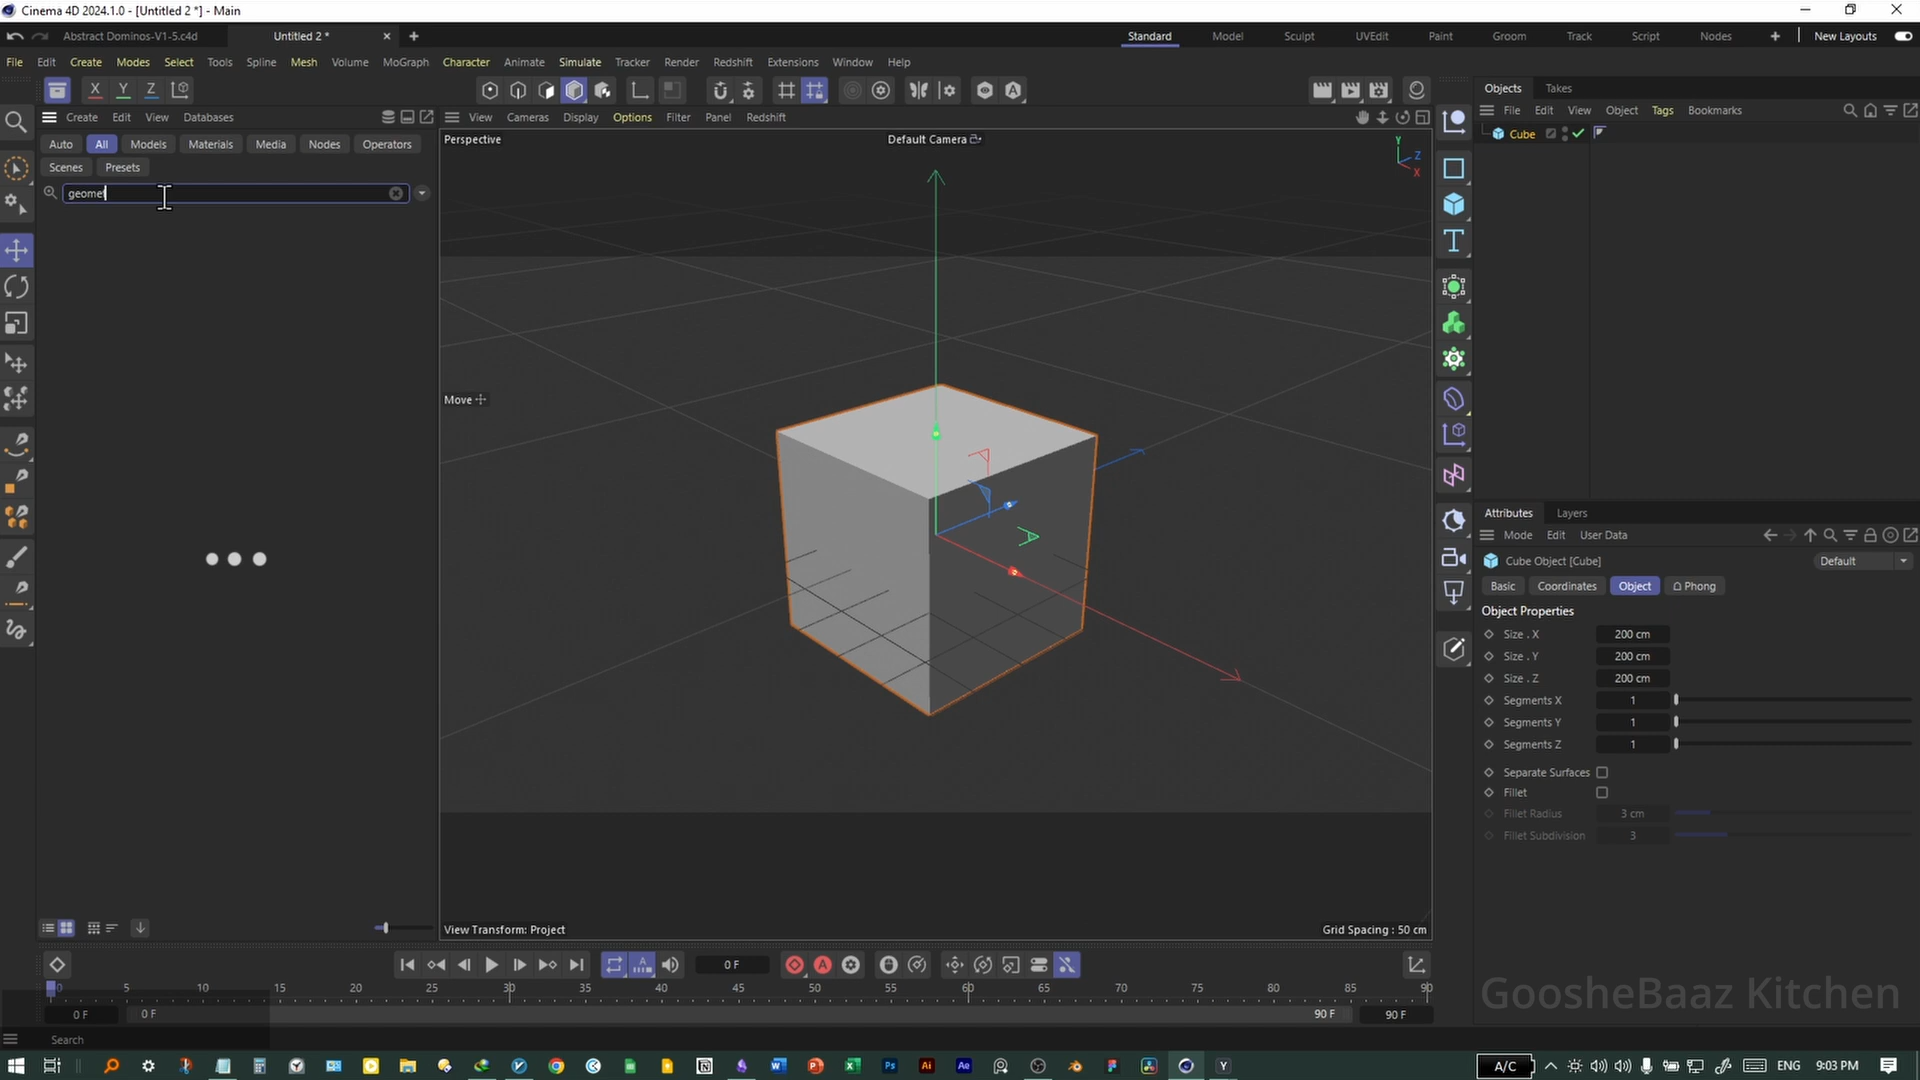 Cinema 4D 2024.1.0 - [Untitled 2 *] - Main
Abstract Dominos-V1-5.c4d
Untitled 2 *
Standard
Model
Sculpt
UVEdit
Paint
Groom
Track
Script
Nodes
New Layouts
File Edit Create Modes Select Tools Spline Mesh Volume MoGraph Character Animate Simulate Tracker Render Redshift Extensions Window Help
X Y Z
Objects Takes
Create Edit View Databases
View Cameras Display Options Filter Panel Redshift
File Edit View Object Tags Bookmarks
Auto All Models Materials Media Nodes Operators
Scenes Presets
geomet
Perspective
Default Camera
Y
Z
X
Cube
Move
Attributes Layers
Mode Edit User Data
Cube Object [Cube]
Default
Basic Coordinates Object Phong
Object Properties
Size . X 200 cm
Size . Y 200 cm
Size . Z 200 cm
Segments X 1
Segments Y 1
Segments Z 1
Separate Surfaces
Fillet
Fillet Radius 3 cm
Fillet Subdivision 3
View Transform: Project
Grid Spacing : 50 cm
0 F
0 5 10 15 20 25 30 35 40 45 50 55 60 65 70 75 80 85 90
0 F 0 F 90 F 90 F
GoosheBaaz Kitchen
Search
A/C
ENG
9:03 PM